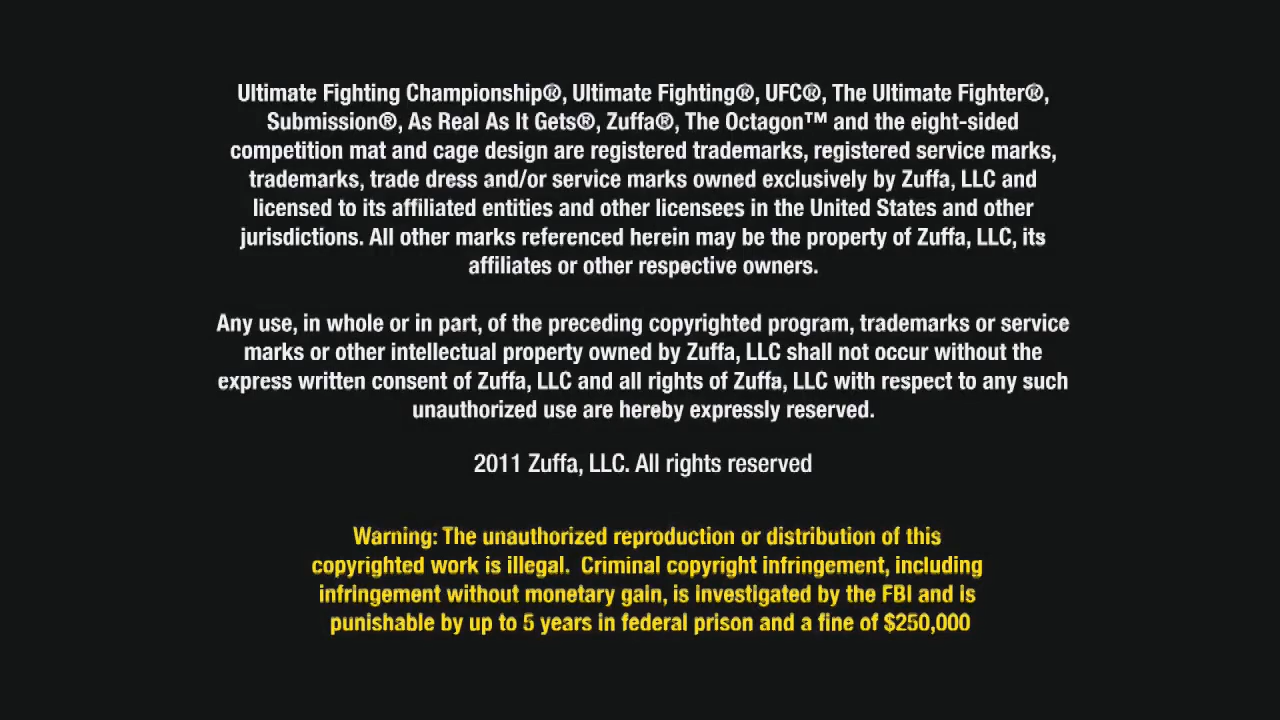 Ultimate Fighting Championship®, Ultimate Fighting®, UFC®, The Ultimate Fighter®,
Submission®, As Real As It Gets®, Zuffa®, The Octagon™ and the eight-sided
competition mat and cage design are registered trademarks, registered service marks,
trademarks, trade dress and/or service marks owned exclusively by Zuffa, LLC and
licensed to its affiliated entities and other licensees in the United States and other
jurisdictions. All other marks referenced herein may be the property of Zuffa, LLC, its
affiliates or other respective owners.
Any use, in whole or in part, of the preceding copyrighted program, trademarks or service
marks or other intellectual property owned by Zuffa, LLC shall not occur without the
express written consent of Zuffa, LLC and all rights of Zuffa, LLC with respect to any such
unauthorized use are hereby expressly reserved.
2011 Zuffa, LLC. All rights reserved
Warning: The unauthorized reproduction or distribution of this
copyrighted work is illegal.  Criminal copyright infringement, including
infringement without monetary gain, is investigated by the FBI and is
punishable by up to 5 years in federal prison and a fine of $250,000